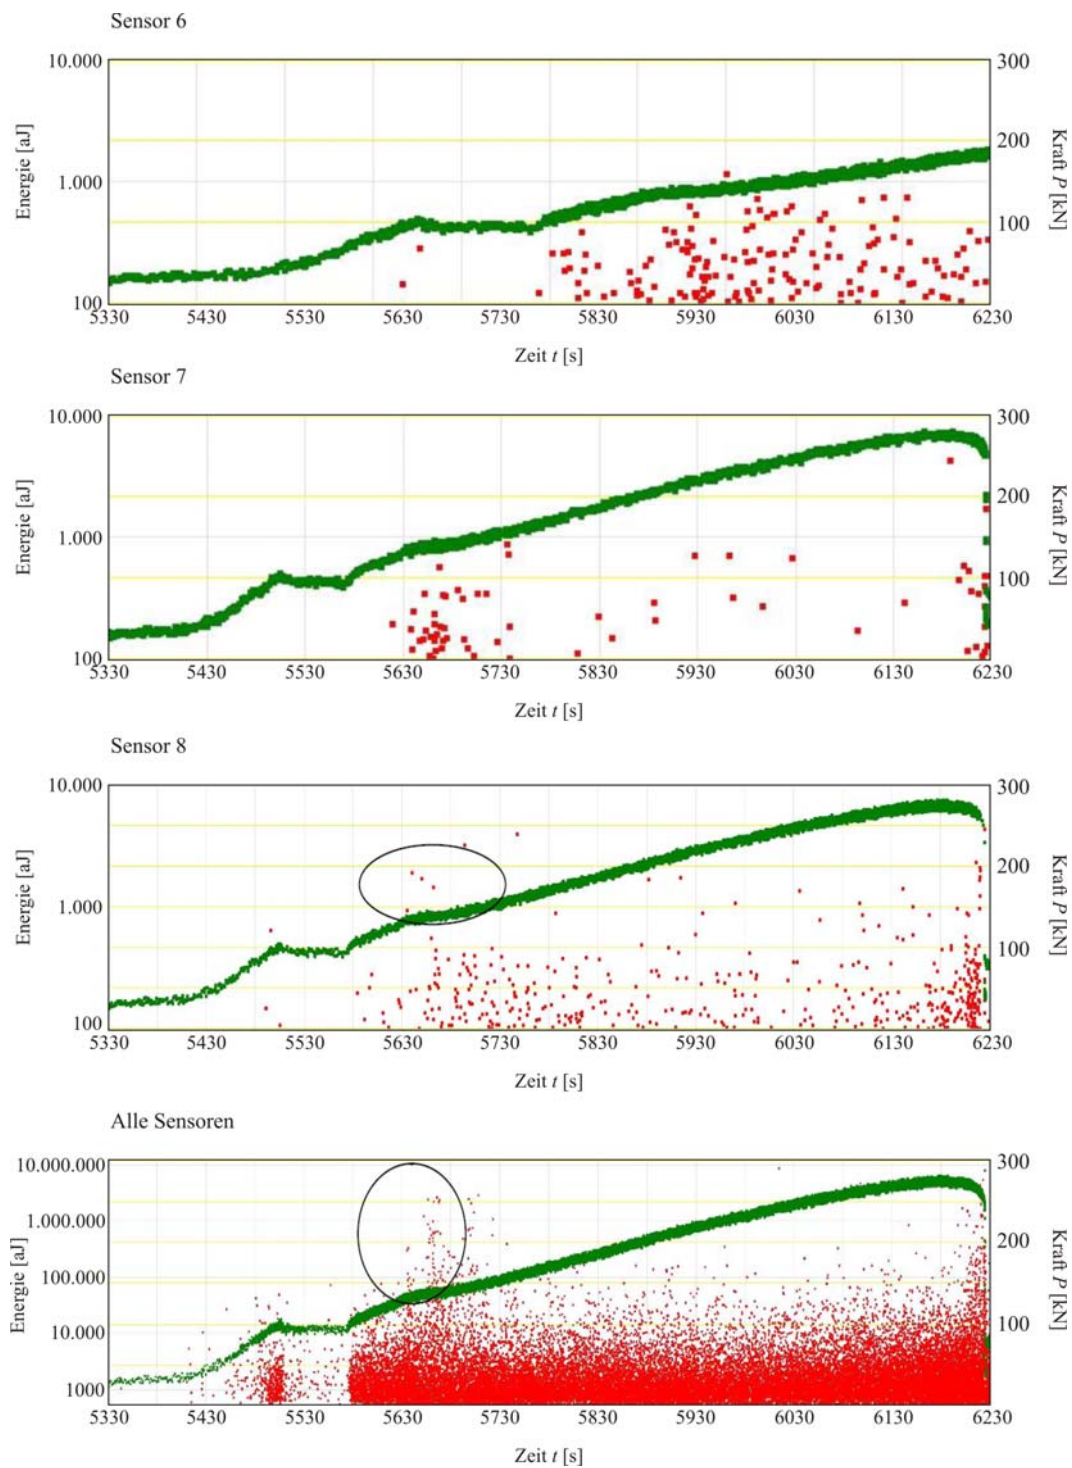 Sensor 6
10.000
1.000
100
Energie [aJ]
300
200
100
Kraft P [kN]
5330 5430 5530 5630 5730 5830 5930 6030 6130 6230
Zeit t [s]
Sensor 7
10.000
1.000
100
Energie [aJ]
300
200
100
Kraft P [kN]
5330 5430 5530 5630 5730 5830 5930 6030 6130 6230
Zeit t [s]
Sensor 8
10.000
1.000
100
Energie [aJ]
300
200
100
Kraft P [kN]
5330 5430 5530 5630 5730 5830 5930 6030 6130 6230
Zeit t [s]
Alle Sensoren
10.000.000
1.000.000
100.000
10.000
1000
Energie [aJ]
300
200
100
Kraft P [kN]
5330 5430 5530 5630 5730 5830 5930 6030 6130 6230
Zeit t [s]